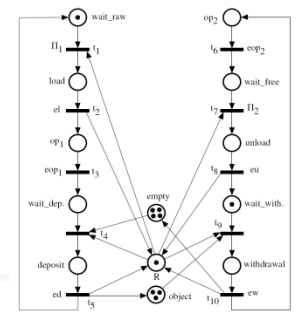 wait_raw
Π1 t1
load
el t2
op1
eop1 t3
wait_dep.
t4
deposit
ed t5
empty
R
object
op2
t6 eop2
wait_free
t7 Π2
unload
t8 eu
wait_with.
t9
withdrawal
t10 ew